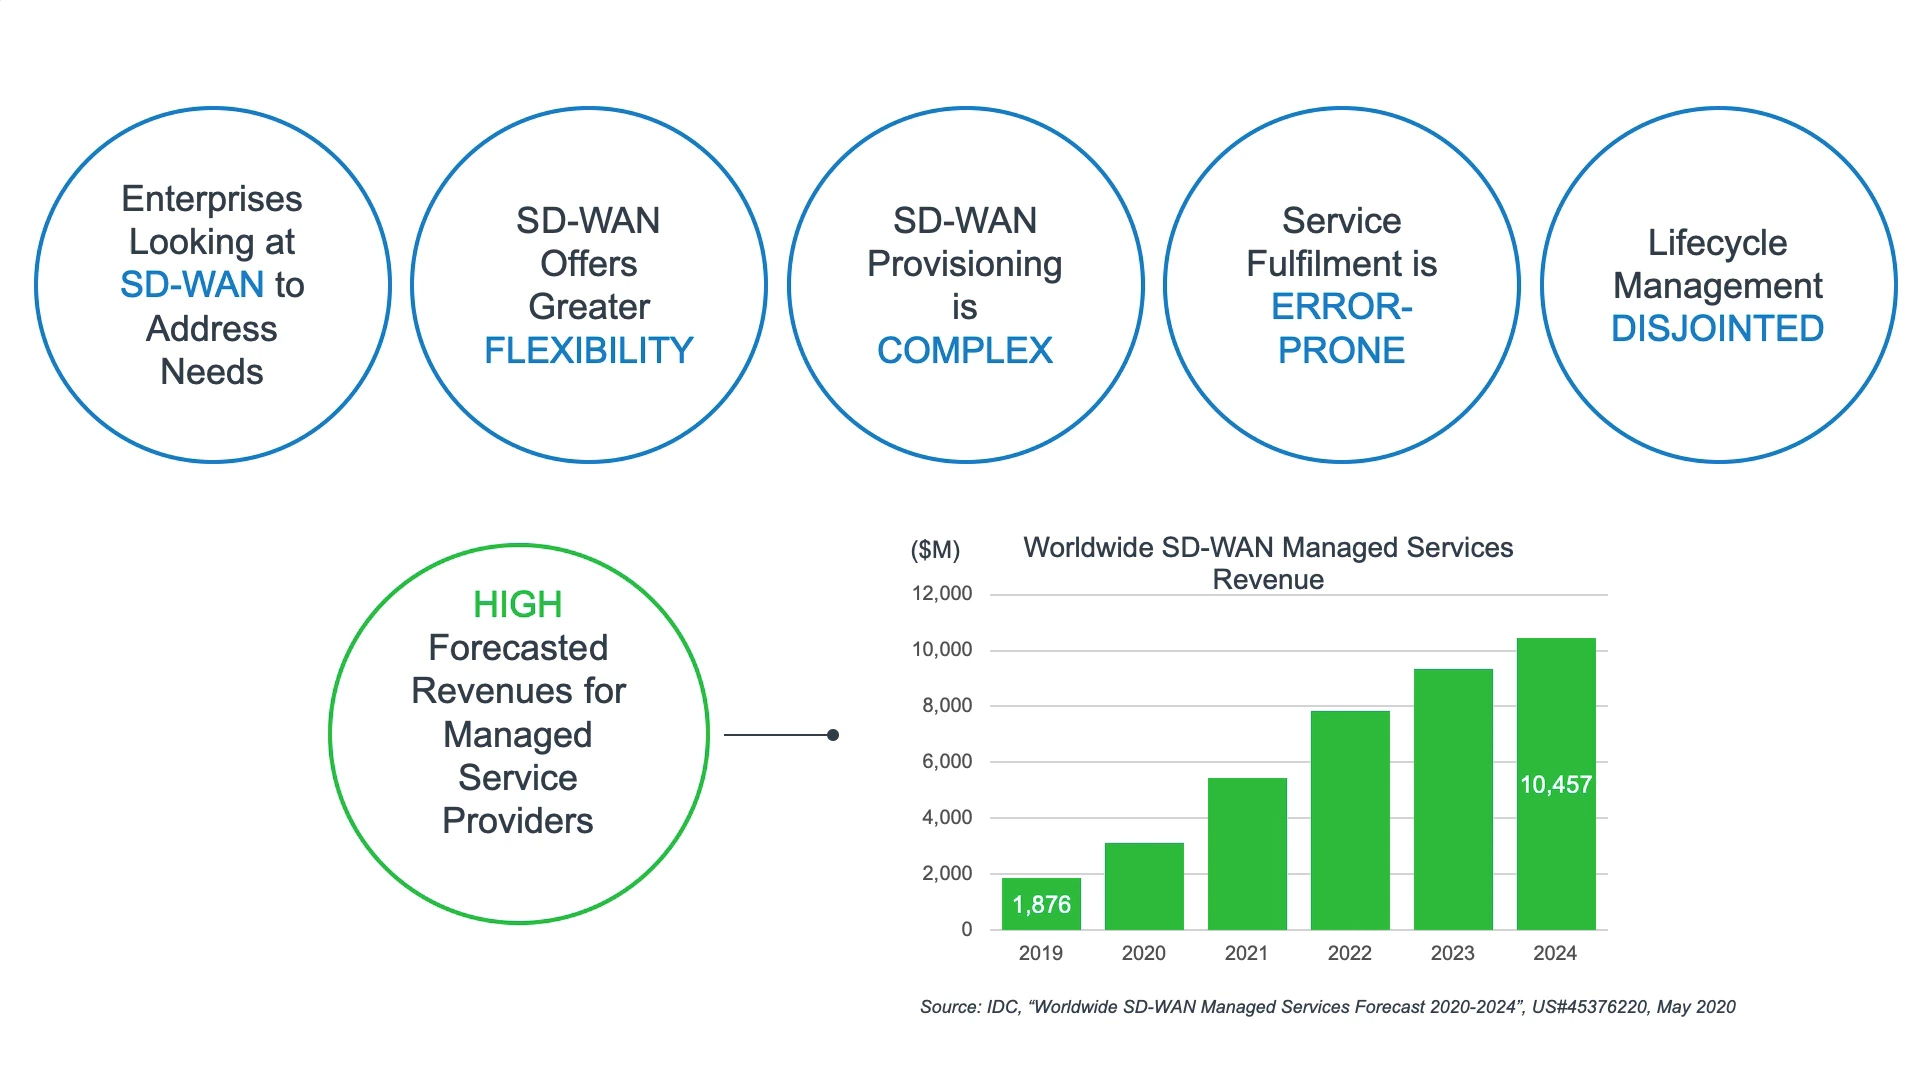 Enterprises
Looking at
SD-WAN to
Address
Needs
SD-WAN
Offers
Greater
FLEXIBILITY
SD-WAN
Provisioning
is
COMPLEX
Service
Fulfilment is
ERROR-
PRONE
Lifecycle
Management
DISJOINTED
HIGH
Forecasted
Revenues for
Managed
Service
Providers
($M)
Worldwide SD-WAN Managed Services
Revenue
12,000
10,000
8,000
6,000
4,000
2,000
0
1,876
10,457
2019
2020
2021
2022
2023
2024
Source: IDC, “Worldwide SD-WAN Managed Services Forecast 2020-2024”, US#45376220, May 2020